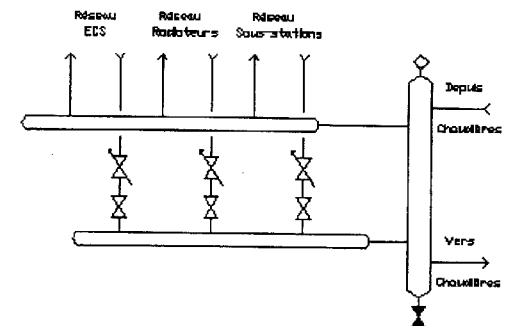 Réseau
ECS
Réseau
Radiateurs
Réseau
Sous-stations
Depuis
Chaudières
Vers
Chaudières